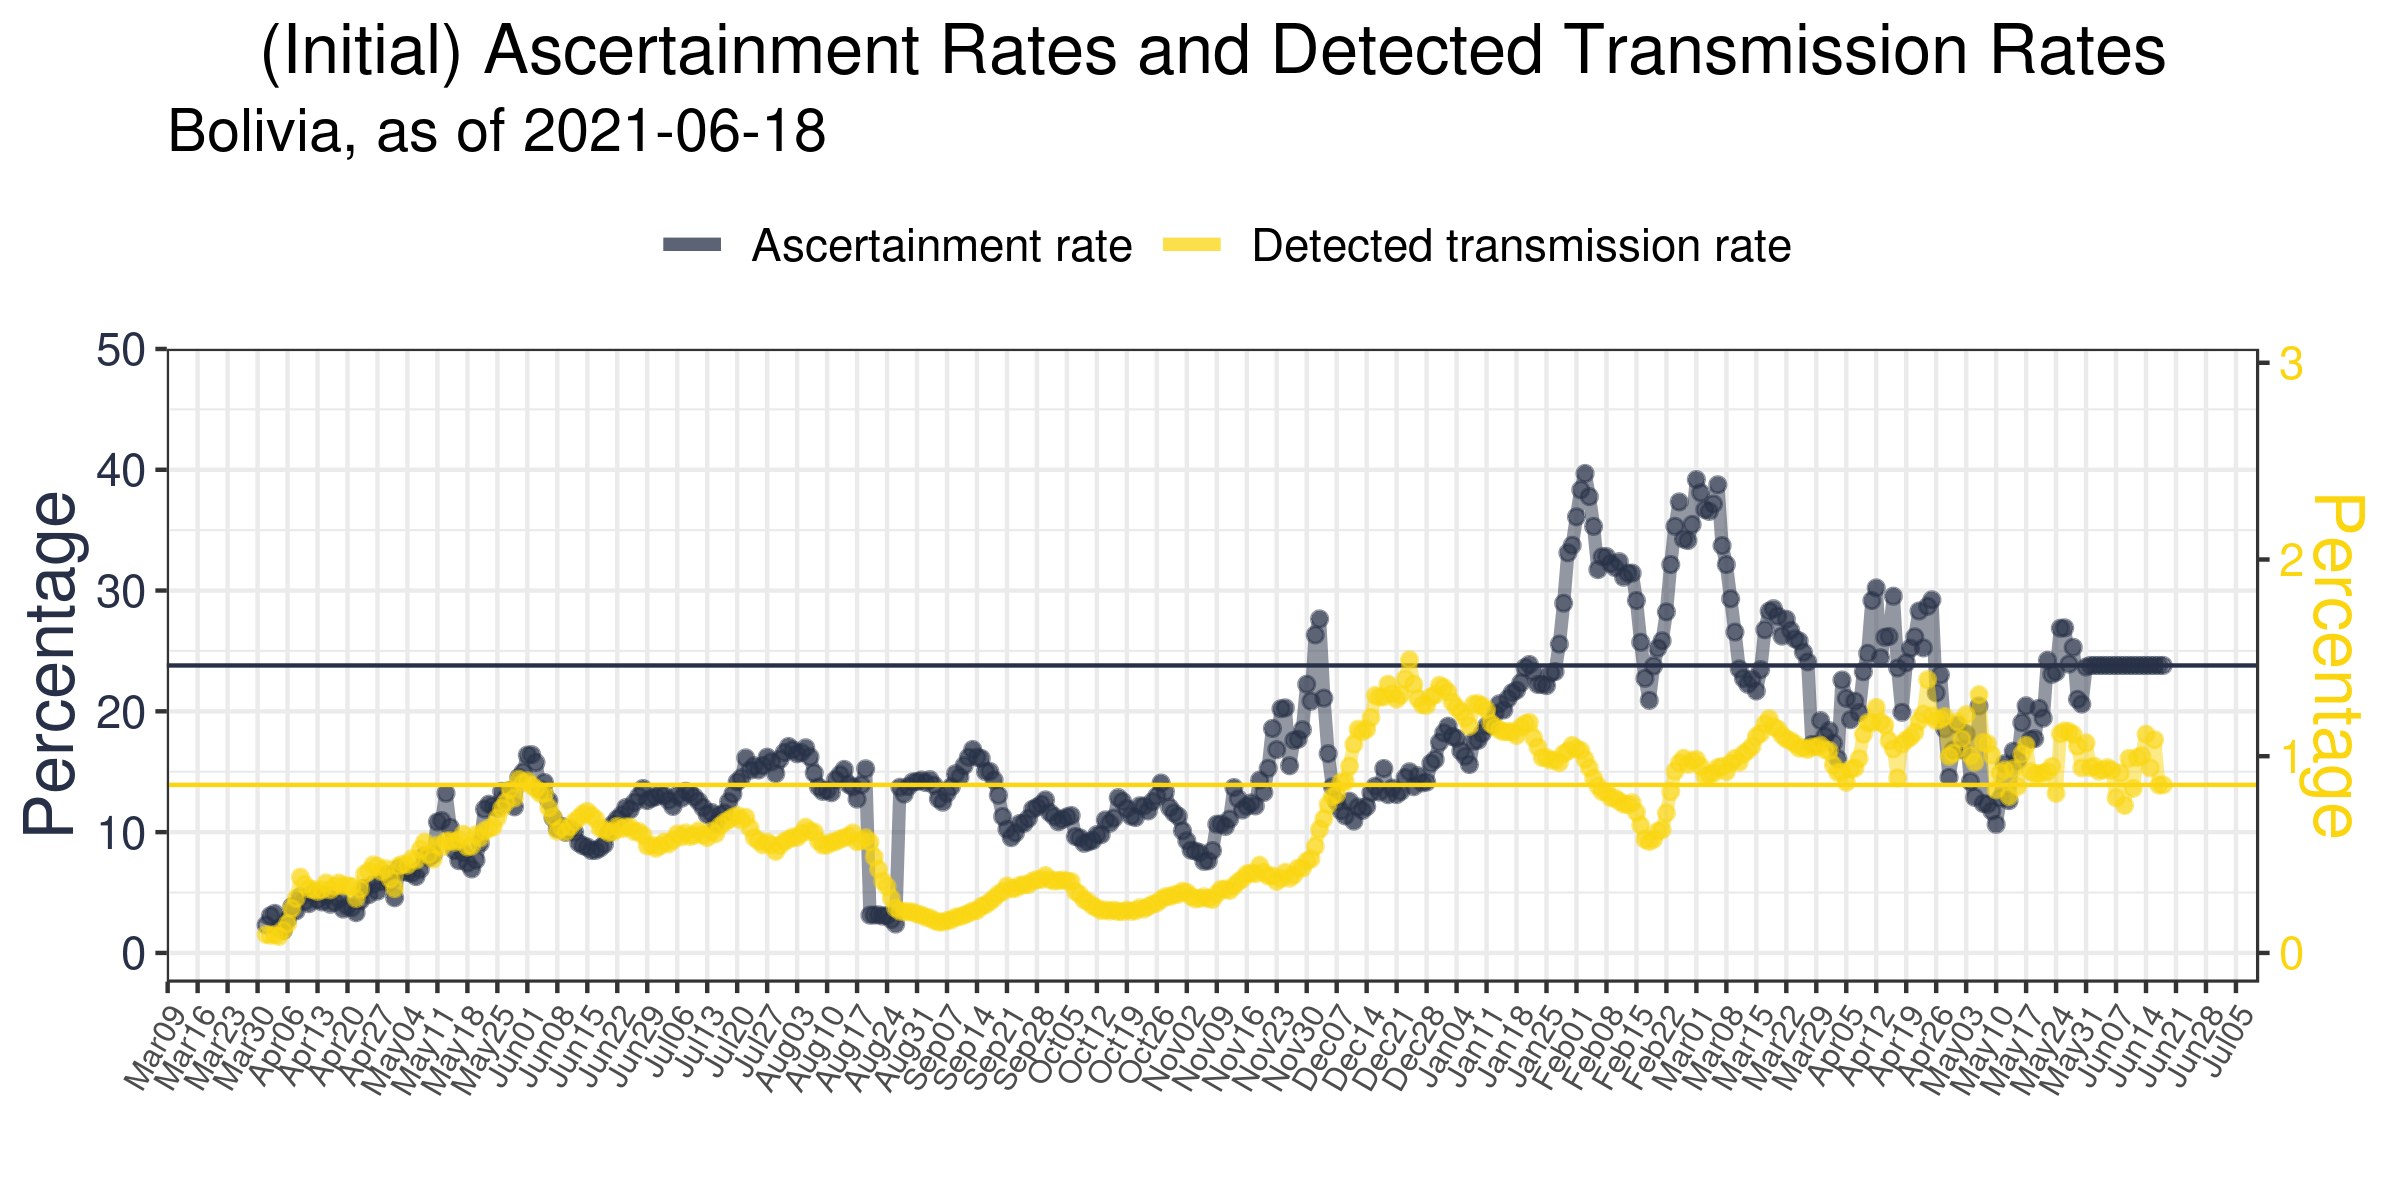 (Initial) Ascertainment Rates and Detected Transmission Rates
Bolivia, as of 2021-06-18
Ascertainment rate
Detected transmission rate
Percentage
50
40
30
20
10
0
3
2
1
0
Percentage
Mar09
Mar16
Mar23
Mar30
Apr06
Apr13
Apr20
Apr27
May04
May11
May18
May25
Jun01
Jun08
Jun15
Jun22
Jun29
Jul06
Jul13
Jul20
Jul27
Aug03
Aug10
Aug17
Aug24
Aug31
Sep07
Sep14
Sep21
Sep28
Oct05
Oct12
Oct19
Oct26
Nov02
Nov09
Nov16
Nov23
Nov30
Dec07
Dec14
Dec21
Dec28
Jan04
Jan11
Jan18
Jan25
Feb01
Feb08
Feb15
Feb22
Mar01
Mar08
Mar15
Mar22
Mar29
Apr05
Apr12
Apr19
Apr26
May03
May10
May17
May24
May31
Jun07
Jun14
Jun21
Jun28
Jul05